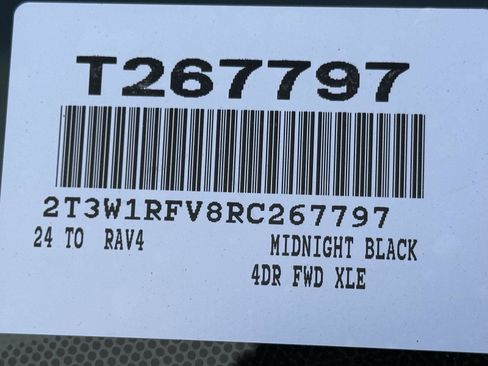 T267797
2T3W1RFV8RC267797
24 TO RAV4 MIDNIGHT BLACK
4DR FWD XLE